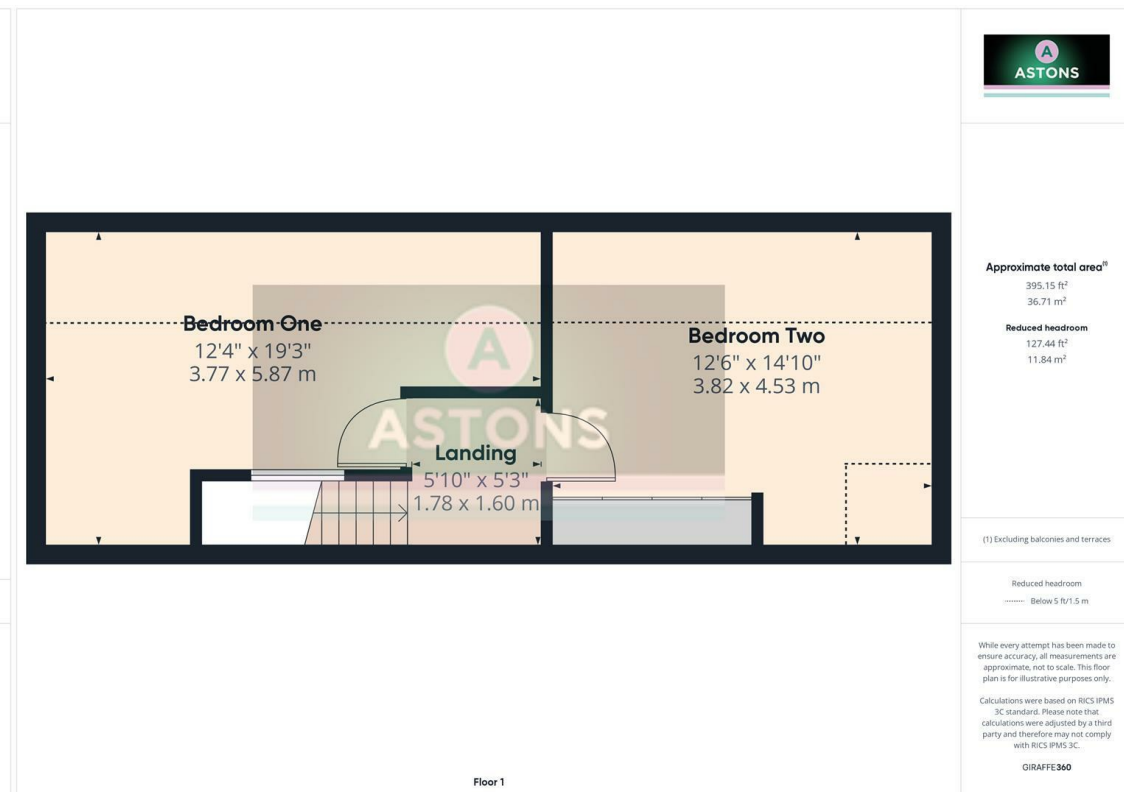 A
ASTONS
Bedroom One
12'4" x 19'3"
3.77 x 5.87 m
Bedroom Two
12'6" x 14'10"
3.82 x 4.53 m
A
ASTONS
Landing
5'10" x 5'3"
1.78 x 1.60 m
Floor 1
Approximate total area(1)
395.15 ft²
36.71 m²
Reduced headroom
127.44 ft²
11.84 m²
(1) Excluding balconies and terraces
Reduced headroom
Below 5 ft/1.5 m
While every attempt has been made to
ensure accuracy, all measurements are
approximate, not to scale. This floor
plan is for illustrative purposes only.
Calculations were based on RICS IPMS
3C standard. Please note that
calculations were adjusted by a third
party and therefore may not comply
with RICS IPMS 3C.
GIRAFFE360